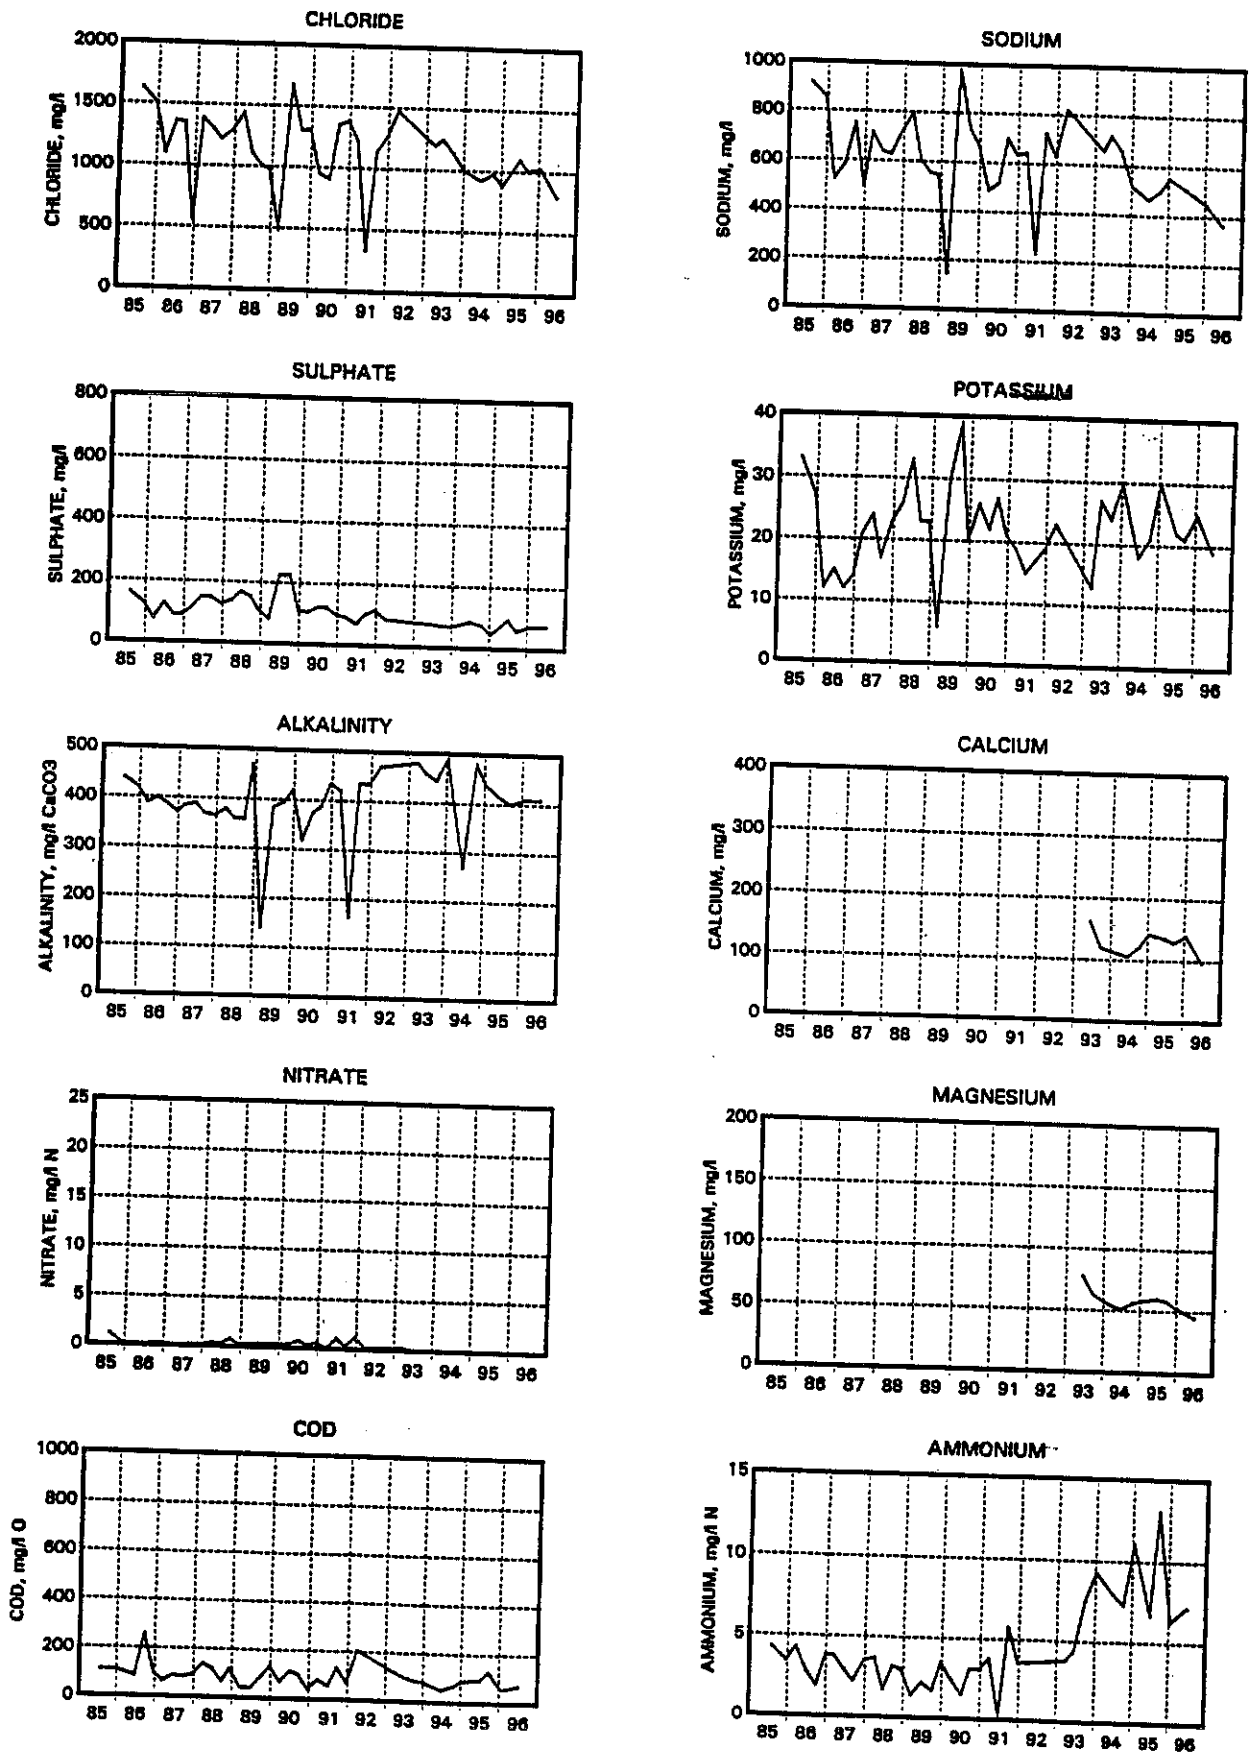 CHLORIDE
2000
1500
1000
500
0
CHLORIDE, mg/l
85 86 87 88 89 90 91 92 93 94 95 96
SODIUM
1000
800
600
400
200
0
SODIUM, mg/l
85 86 87 88 89 90 91 92 93 94 95 96
SULPHATE
800
600
400
200
0
SULPHATE, mg/l
85 86 87 88 89 90 91 92 93 94 95 96
POTASSIUM
40
30
20
10
0
POTASSIUM, mg/l
85 86 87 88 89 90 91 92 93 94 95 96
ALKALINITY
500
400
300
200
100
0
ALKALINITY, mg/l CaCO3
85 86 87 88 89 90 91 92 93 94 95 96
CALCIUM
400
300
200
100
0
CALCIUM, mg/l
85 86 87 88 89 90 91 92 93 94 95 96
NITRATE
25
20
15
10
5
0
NITRATE, mg/l N
85 86 87 88 89 90 91 92 93 94 95 96
MAGNESIUM
200
150
100
50
0
MAGNESIUM, mg/l
85 86 87 88 89 90 91 92 93 94 95 96
COD
1000
800
600
400
200
0
COD, mg/l O
85 86 87 88 89 90 91 92 93 94 95 96
AMMONIUM
15
10
5
0
AMMONIUM, mg/l N
85 86 87 88 89 90 91 92 93 94 95 96